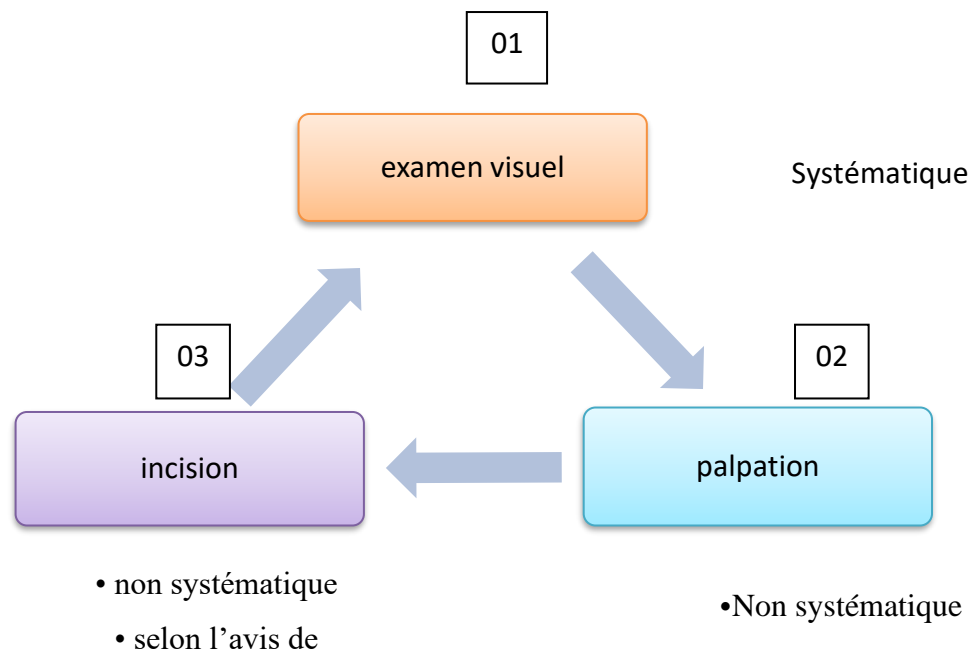 01
examen visuel
Systématique
03
02
incision
palpation
• non systématique
• selon l’avis de
•Non systématique